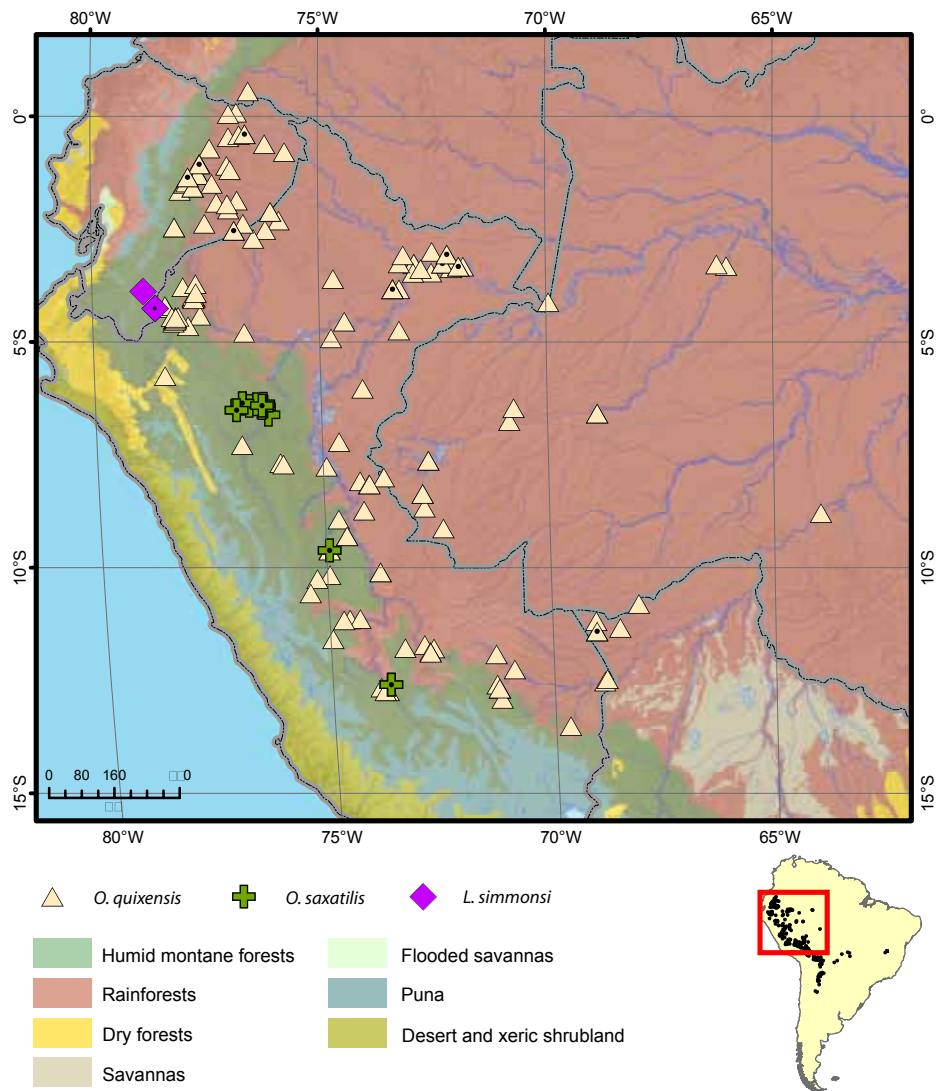 80°W 75°W 70°W 65°W
0° 0°
5°S 5°S
10°S 10°S
15°S 15°S
0 80 160 □□0
□□
80°W 75°W 70°W 65°W
O. quixensis O. saxatilis L. simmonsi
Humid montane forests Flooded savannas
Rainforests Puna
Dry forests Desert and xeric shrubland
Savannas